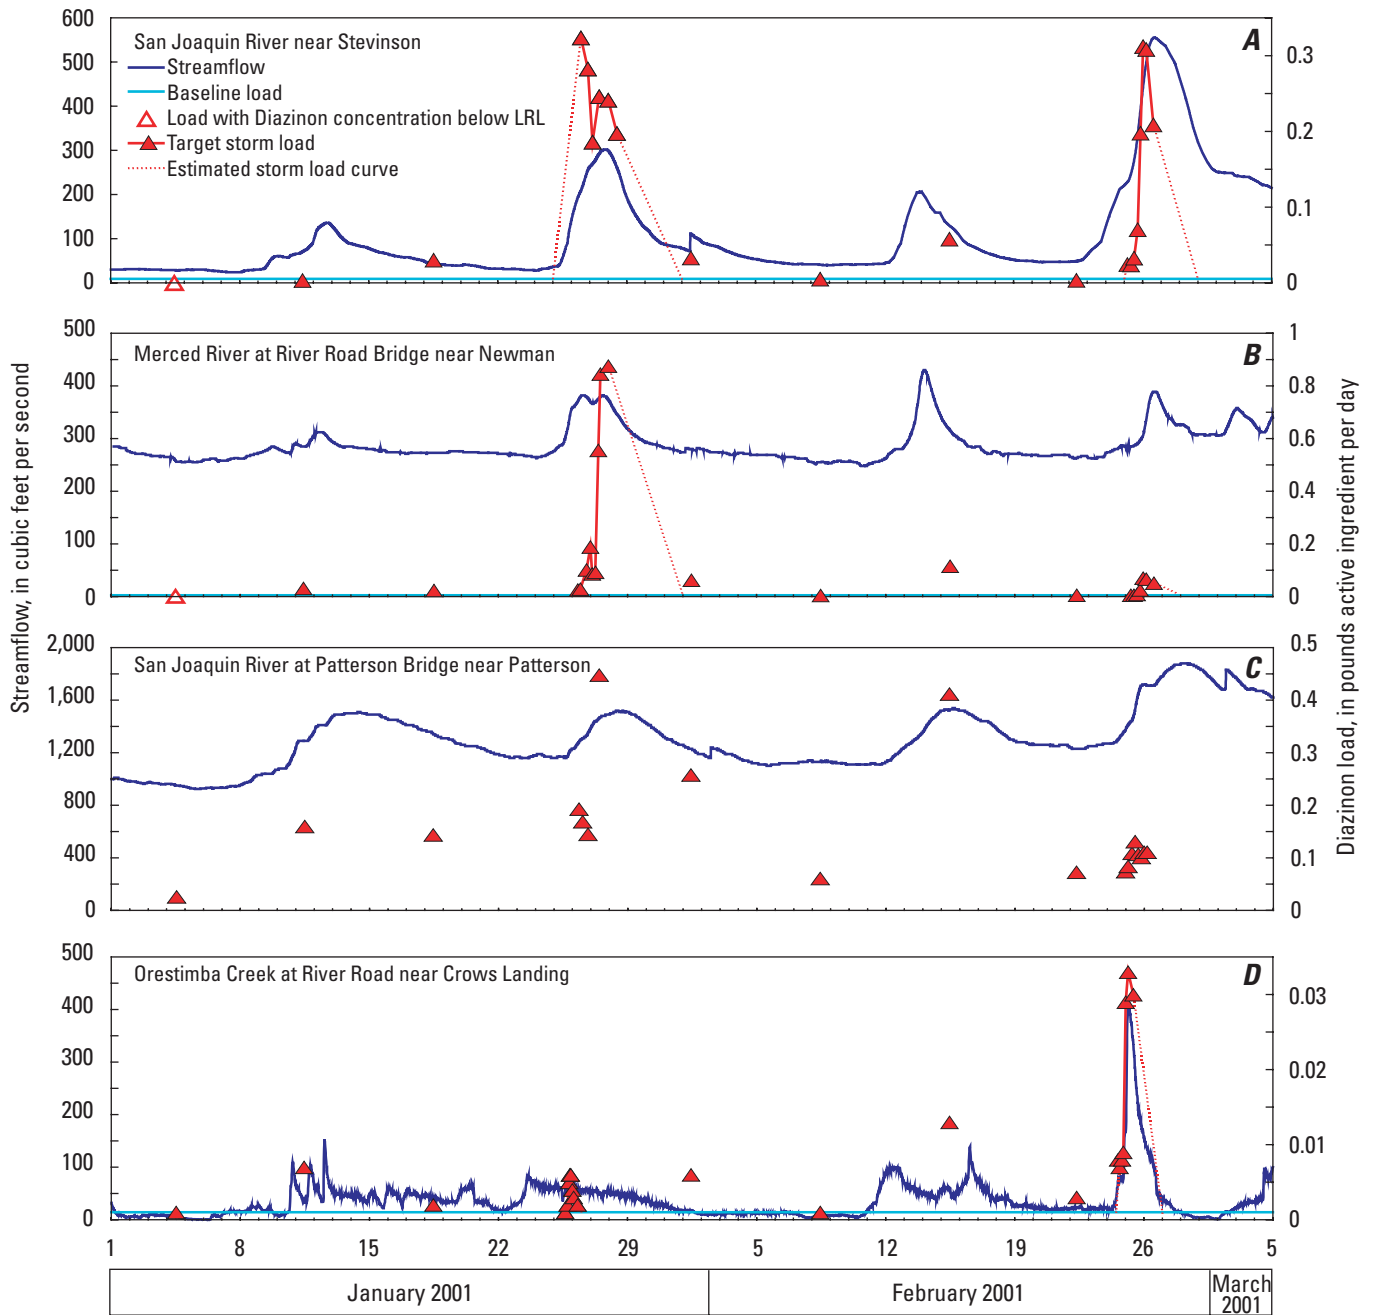 600
500
400
300
200
100
0
San Joaquin River near Stevinson
Streamflow
Baseline load
Load with Diazinon concentration below LRL
Target storm load
Estimated storm load curve
A
0.3
0.2
0.1
0
500
400
300
200
100
0
Merced River at River Road Bridge near Newman
B
1
0.8
0.6
0.4
0.2
0
Streamflow, in cubic feet per second
Diazinon load, in pounds active ingredient per day
2,000
1,600
1,200
800
400
0
San Joaquin River at Patterson Bridge near Patterson
C
0.5
0.4
0.3
0.2
0.1
0
500
400
300
200
100
0
Orestimba Creek at River Road near Crows Landing
D
0.03
0.02
0.01
0
1 8 15 22 29 5 12 19 26 5
January 2001 February 2001 March
2001